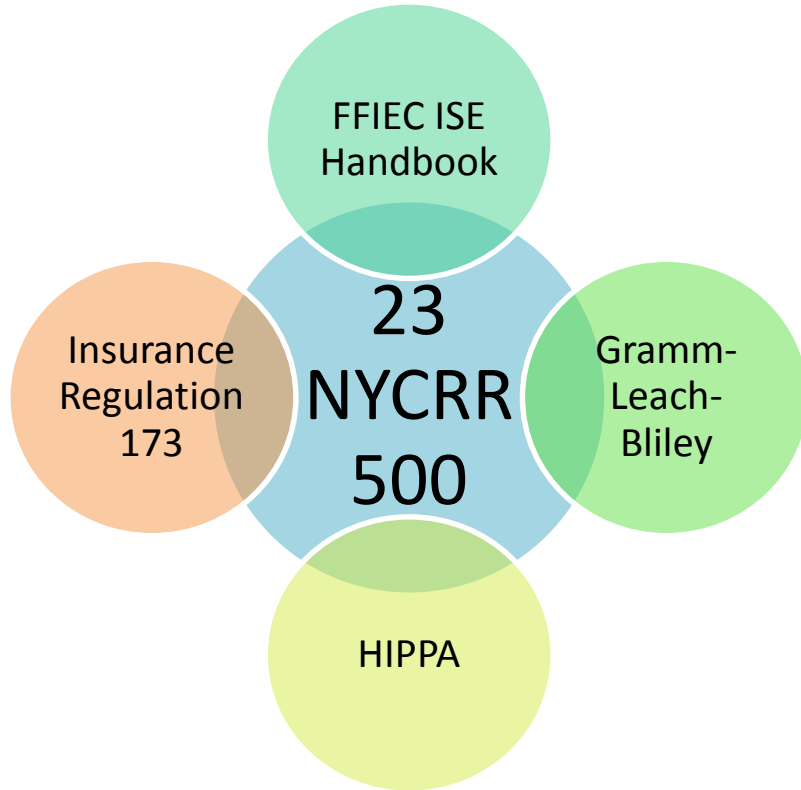 FFIEC ISE
Handbook
Insurance
Regulation
173
23
NYCRR
500
Gramm-
Leach-
Bliley
HIPPA